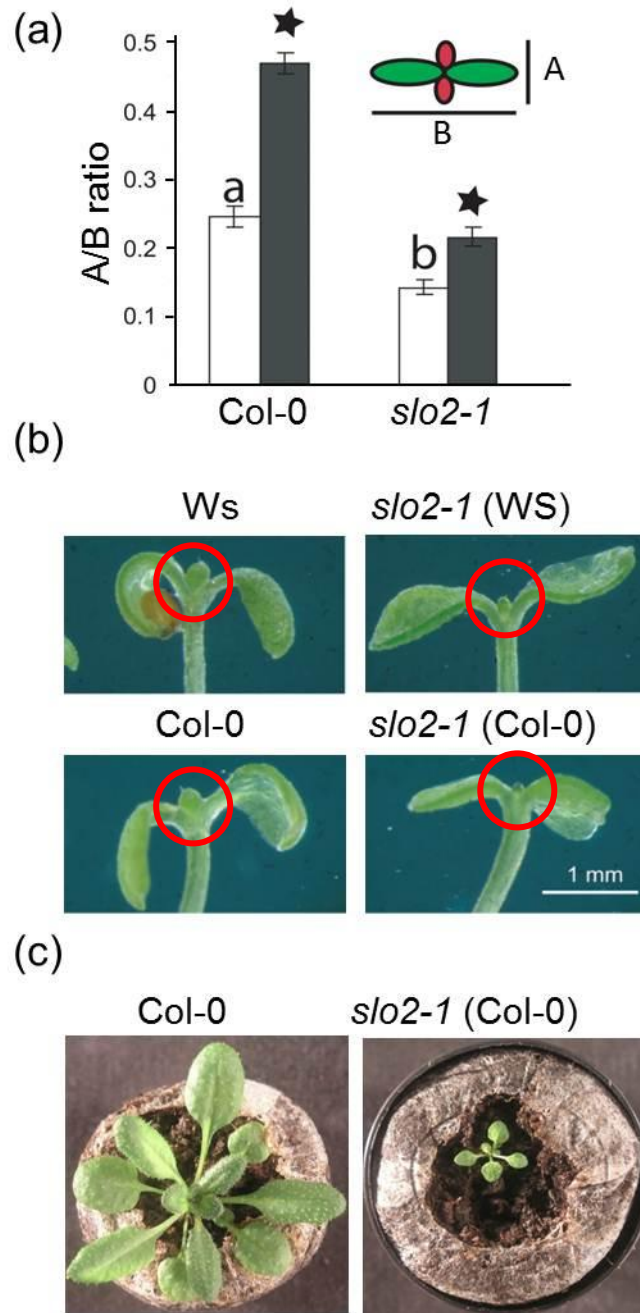 (a)
0.5
0.4
0.3
0.2
0.1
0
A/B ratio
a
b
A
B
Col-0
slo2-1
(b)
Ws
slo2-1 (WS)
Col-0
slo2-1 (Col-0)
1 mm
(c)
Col-0
slo2-1 (Col-0)